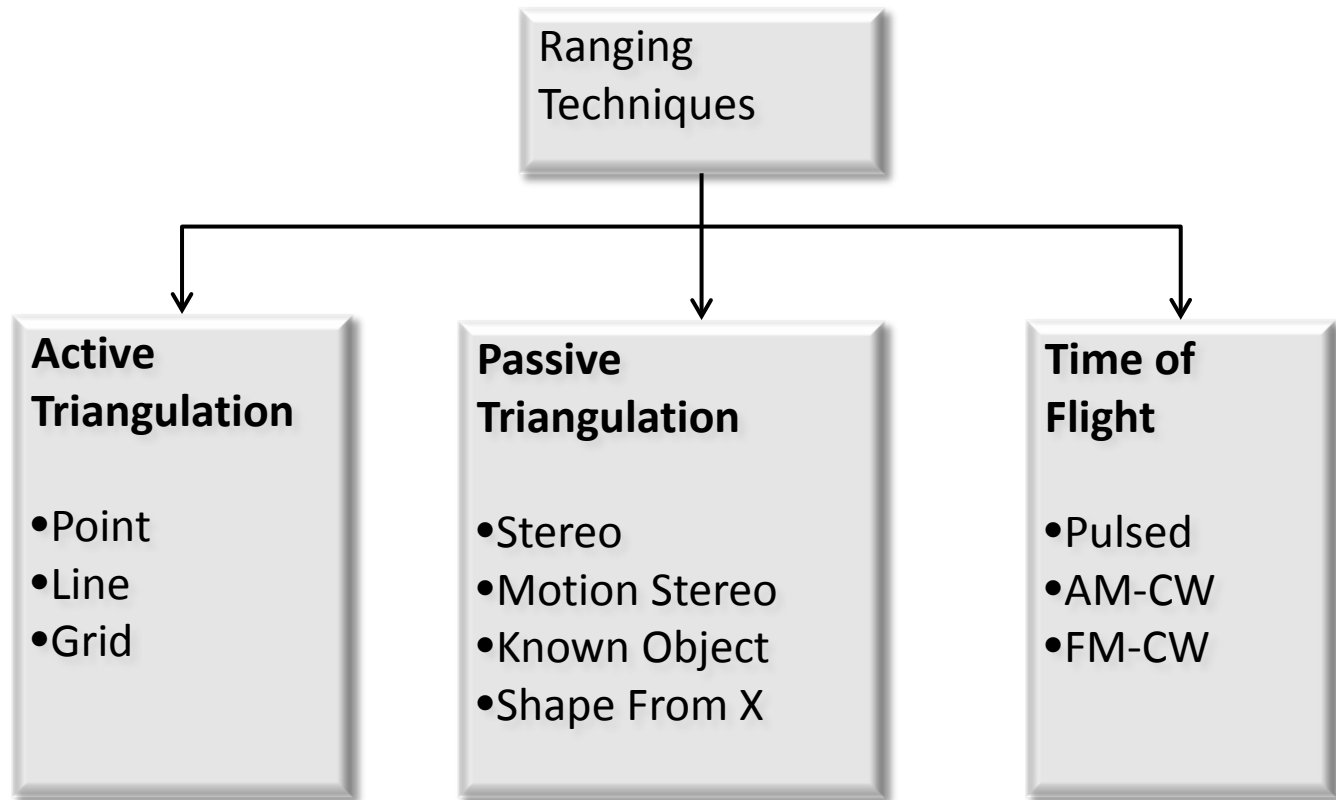 Ranging
Techniques
Active
Triangulation
•Point
•Line
•Grid
Passive
Triangulation
•Stereo
•Motion Stereo
•Known Object
•Shape From X
Time of
Flight
•Pulsed
•AM-CW
•FM-CW